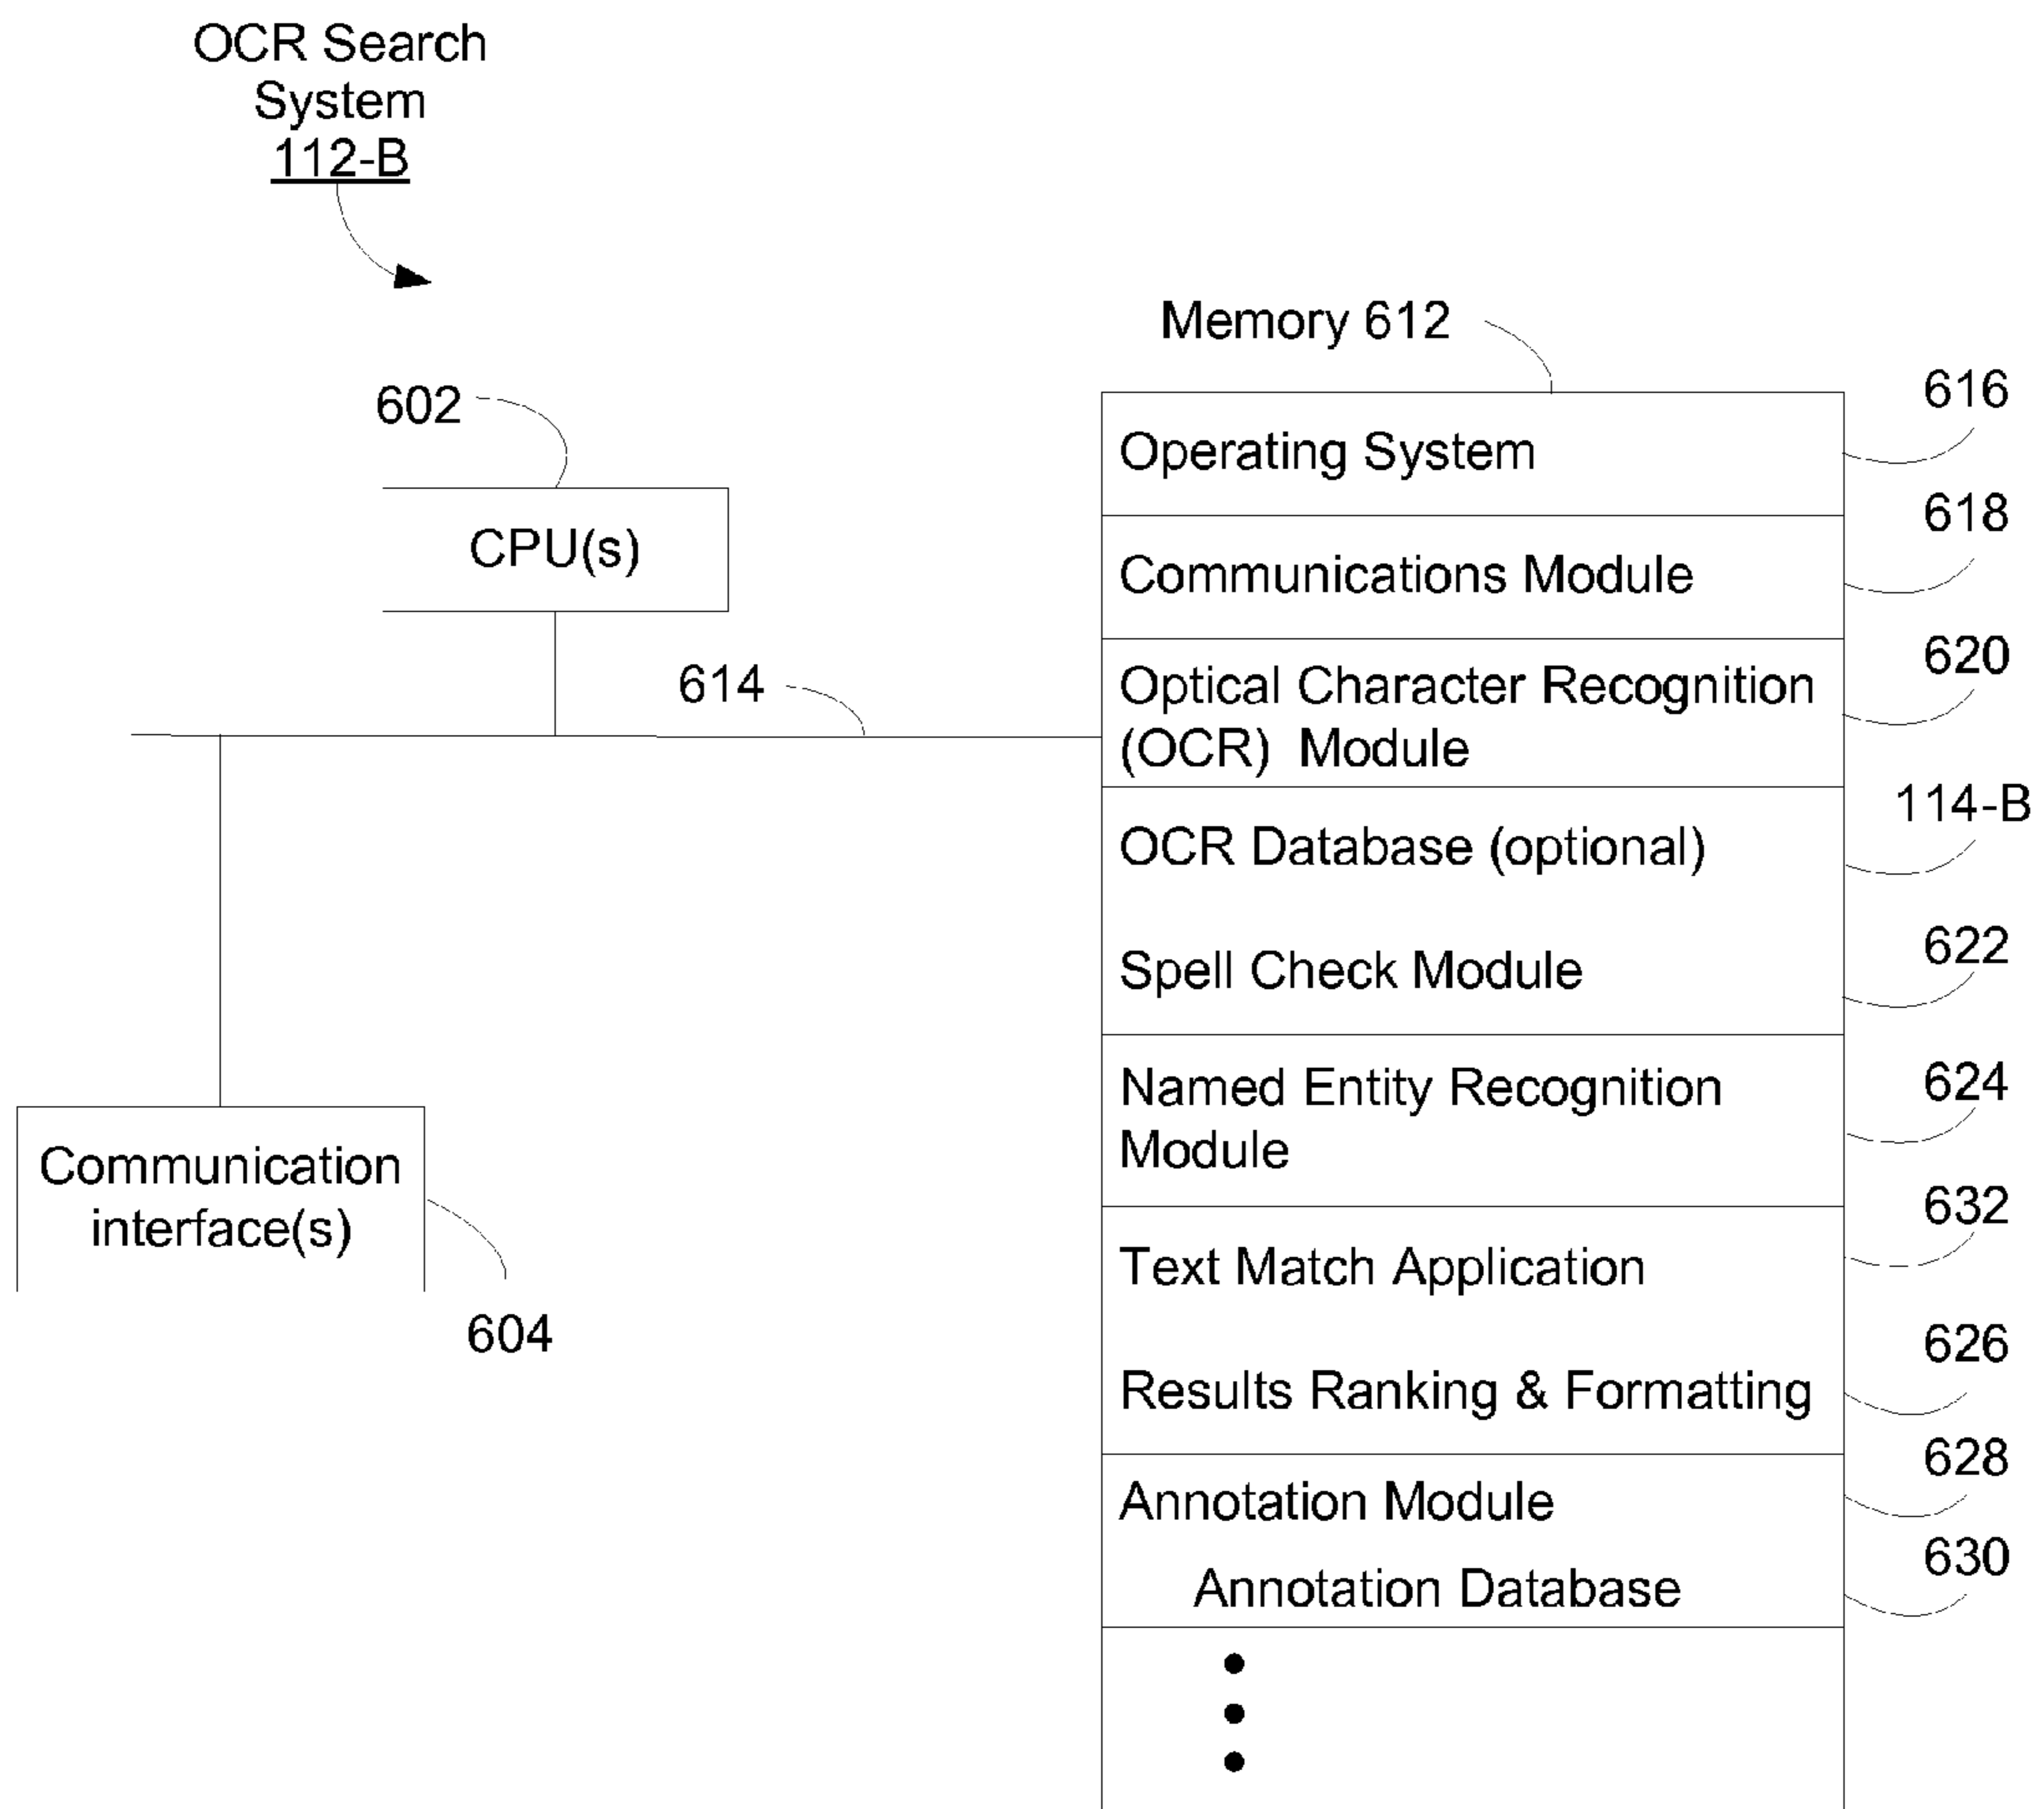 OCR Search
System
112-B
602
CPU(s)
614
Communication
interface(s)
604
Memory 612
Operating System
616
Communications Module
618
Optical Character Recognition
(OCR) Module
620
OCR Database (optional)
114-B
Spell Check Module
622
Named Entity Recognition
Module
624
Text Match Application
632
Results Ranking & Formatting
626
Annotation Module
628
Annotation Database
630